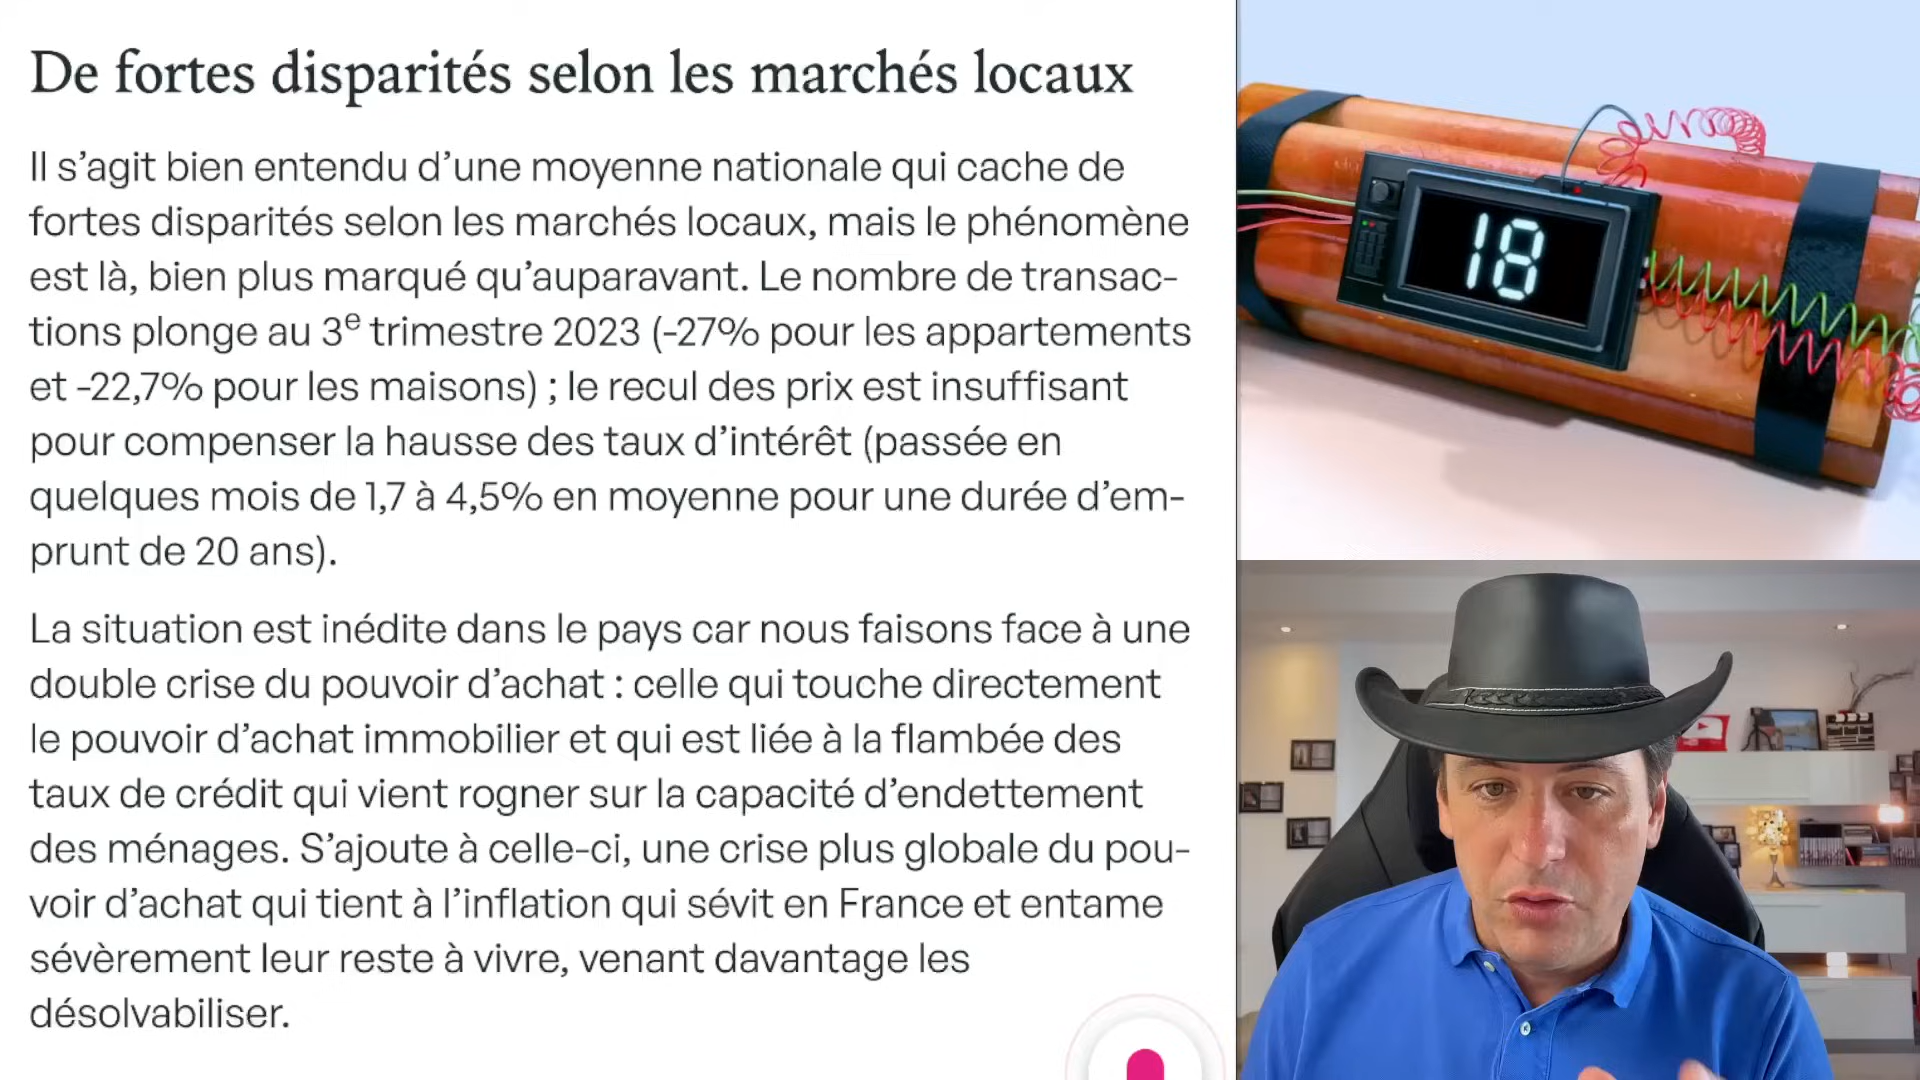 De fortes disparités selon les marchés locaux
Il s’agit bien entendu d’une moyenne nationale qui cache de
fortes disparités selon les marchés locaux, mais le phénomène
est là, bien plus marqué qu’auparavant. Le nombre de transac-
tions plonge au 3e trimestre 2023 (-27% pour les appartements
et -22,7% pour les maisons) ; le recul des prix est insuffisant
pour compenser la hausse des taux d’intérêt (passée en
quelques mois de 1,7 à 4,5% en moyenne pour une durée d’em-
prunt de 20 ans).
La situation est inédite dans le pays car nous faisons face à une
double crise du pouvoir d’achat : celle qui touche directement
le pouvoir d’achat immobilier et qui est liée à la flambée des
taux de crédit qui vient rogner sur la capacité d’endettement
des ménages. S’ajoute à celle-ci, une crise plus globale du pou-
voir d’achat qui tient à l’inflation qui sévit en France et entame
sévèrement leur reste à vivre, venant davantage les
désolvabiliser.
18